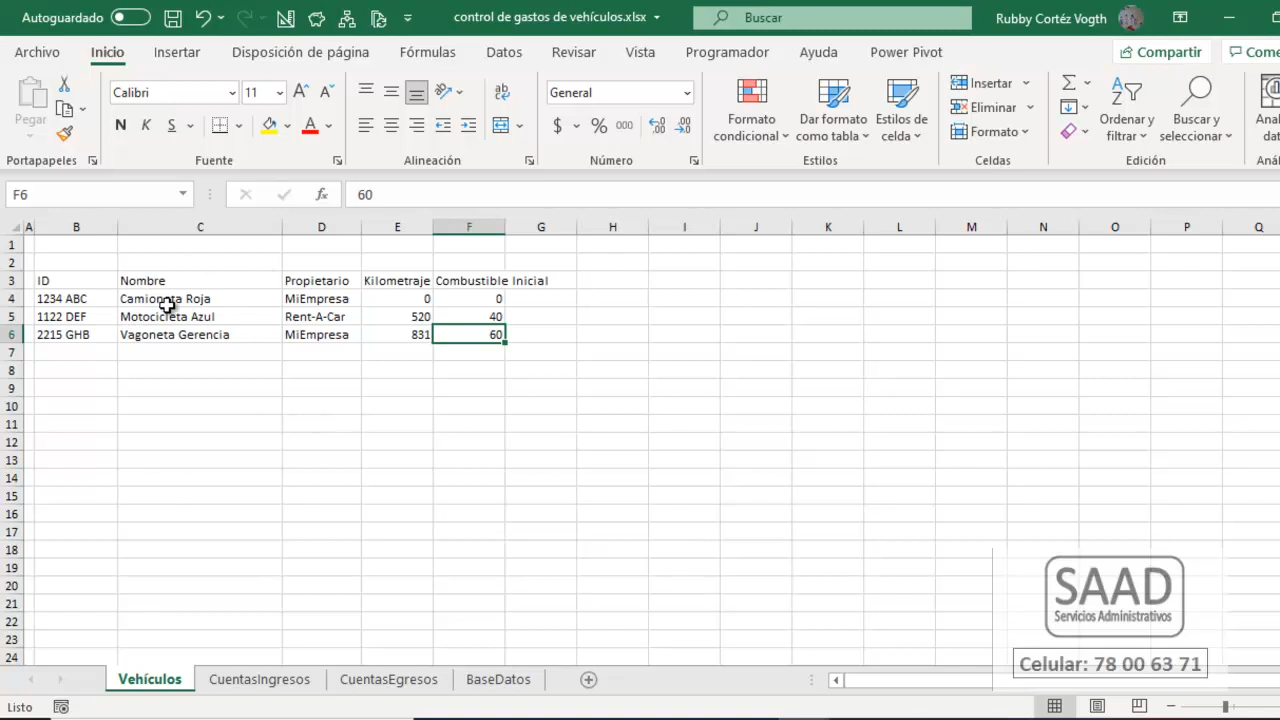 Autoguardado control de gastos de vehículos.xlsx Buscar Rubby Cortéz Vogth
Archivo Inicio Insertar Disposición de página Fórmulas Datos Revisar Vista Programador Ayuda Power Pivot Compartir Come
Pegar Calibri 11 General Insertar
N K S $ % 000 Formato condicional Dar formato como tabla Estilos de celda Eliminar Ordenar y filtrar Buscar y seleccionar Anal dat
Formato
Portapapeles Fuente Alineación Número Estilos Celdas Edición Análi
F6 fx 60
A B C D E F G H I J K L M N O P Q
1
2
3 ID Nombre Propietario Kilometraje Combustible Inicial
4 1234 ABC Camioneta Roja MiEmpresa 0 0
5 1122 DEF Motocicleta Azul Rent-A-Car 520 40
6 2215 GHB Vagoneta Gerencia MiEmpresa 831 60
7
8
9
10
11
12
13
14
15
16
17
18
19
20
21
22
23
24
SAAD
Servicios Administrativos
Celular: 78 00 63 71
Vehículos CuentasIngresos CuentasEgresos BaseDatos
Listo